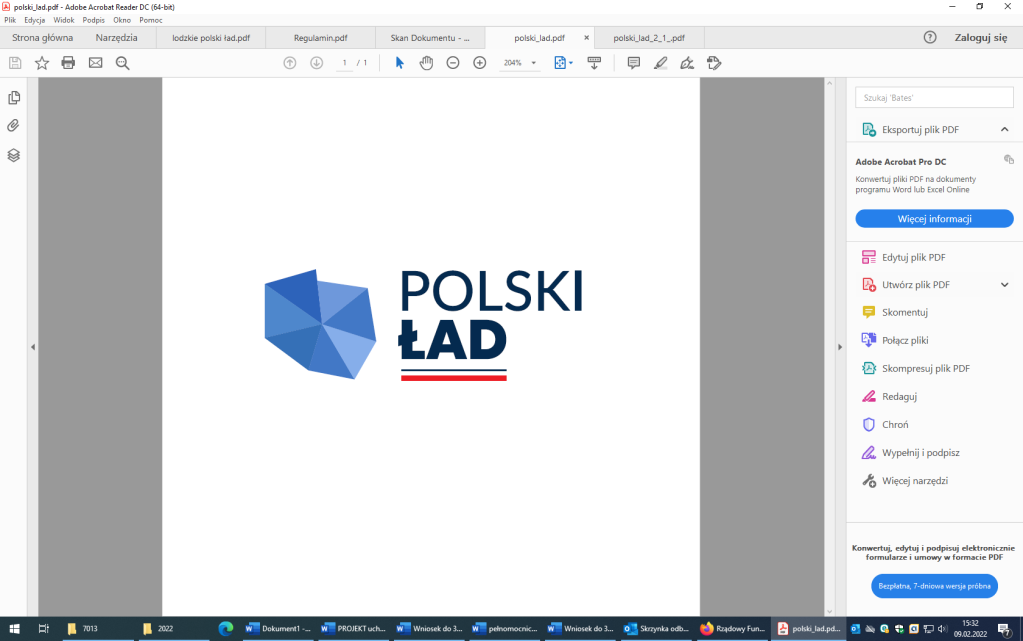 polski_lad.pdf - Adobe Acrobat Reader DC (64-bit)
Plik Edycja Widok Podpis Okno Pomoc
Strona główna Narzędzia lodzkie polski ład.pdf Regulamin.pdf Skan Dokumentu - ... polski_lad.pdf polski_lad_2_1_.pdf Zaloguj się
1 / 1 204%
Szukaj 'Bates'
Eksportuj plik PDF
Adobe Acrobat Pro DC
Konwertuj pliki PDF na dokumenty
programu Word lub Excel Online
Więcej informacji
Edytuj plik PDF
Utwórz plik PDF
Skomentuj
Połącz pliki
Skompresuj plik PDF
Redaguj
Chroń
Wypełnij i podpisz
Więcej narzędzi
POLSKI
ŁAD
Konwertuj, edytuj i podpisuj elektronicznie
formularze i umowy w formacie PDF
Bezpłatna, 7-dniowa wersja próbna
7013 2022 Dokument1 -... PROJEKT uch... Wniosek do 3... pełnomocnic... Wniosek do 3... Skrzynka odb... Rządowy Fun... polski_lad.pd...
15:32
09.02.2022
7